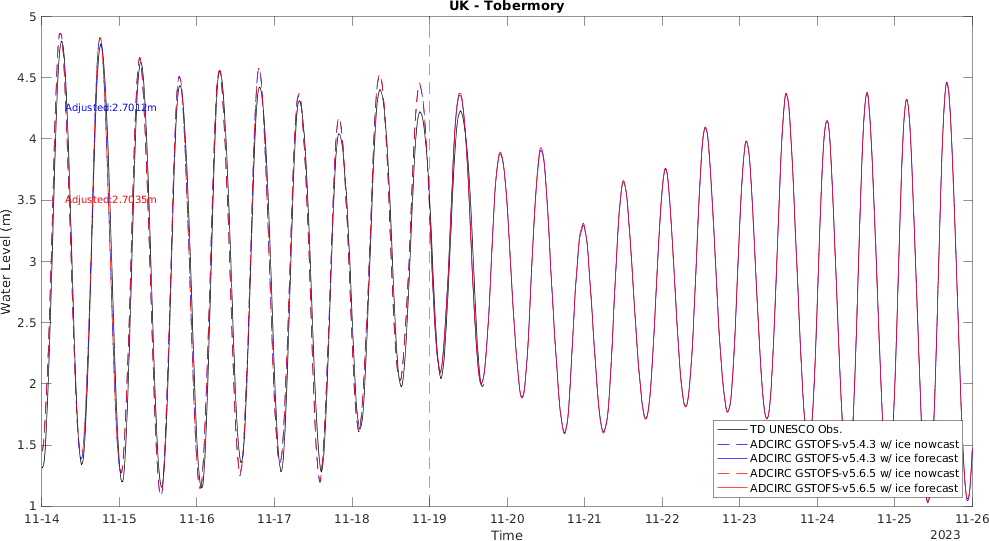 UK - Tobermory
5
4.5
4
3.5
3
2.5
2
1.5
1
Water Level (m)
Adjusted:2.7012m
Adjusted:2.7035m
TD UNESCO Obs.
ADCIRC GSTOFS-v5.4.3 w/ ice nowcast
ADCIRC GSTOFS-v5.4.3 w/ ice forecast
ADCIRC GSTOFS-v5.6.5 w/ ice nowcast
ADCIRC GSTOFS-v5.6.5 w/ ice forecast
11-14 11-15 11-16 11-17 11-18 11-19 11-20 11-21 11-22 11-23 11-24 11-25 11-26
Time
2023